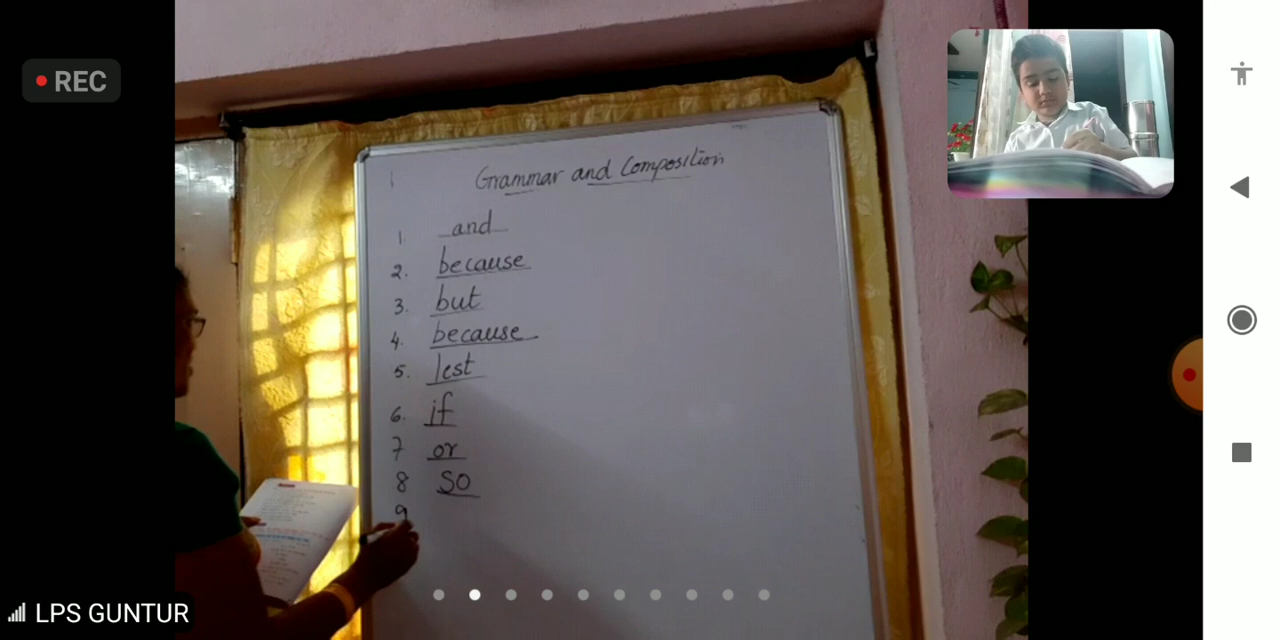 REC
Grammar and Composition
1. and
2. because
3. but
4. because
5. lest
6. if
7 or
8 so
9
LPS GUNTUR